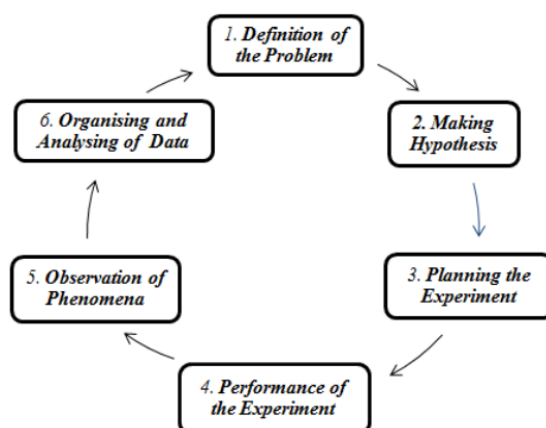 1. Definition of
the Problem
2. Making
Hypothesis
3. Planning the
Experiment
4. Performance of
the Experiment
5. Observation of
Phenomena
6. Organising and
Analysing of Data